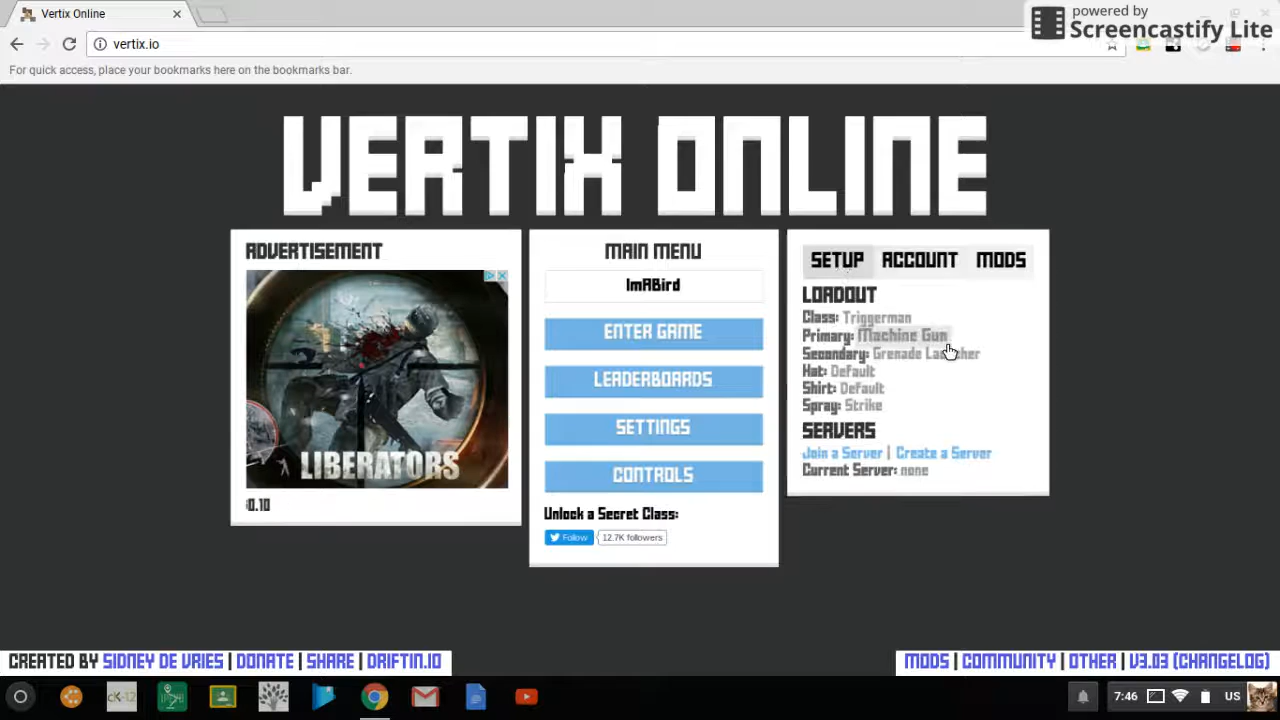 Vertix Online
powered by
Screencastify Lite
vertix.io
For quick access, place your bookmarks here on the bookmarks bar.
VERTIX ONLINE
ADVERTISEMENT
LIBERATORS
MAIN MENU
ImABird
ENTER GAME
LEADERBOARDS
SETTINGS
CONTROLS
Unlock a Secret Class:
Follow
12.7K followers
SETUP ACCOUNT MODS
LOADOUT
Class: Triggerman
Primary: Machine Gun
Secondary: Grenade Launcher
Hat: Default
Shirt: Default
Spray: Strike
SERVERS
Join a Server | Create a Server
Current Server: none
CREATED BY SIDNEY DE VRIES | DONATE | SHARE | DRIFTIN.IO
MODS | COMMUNITY | OTHER | V3.03 (CHANGELOG)
cK-12
7:46
US